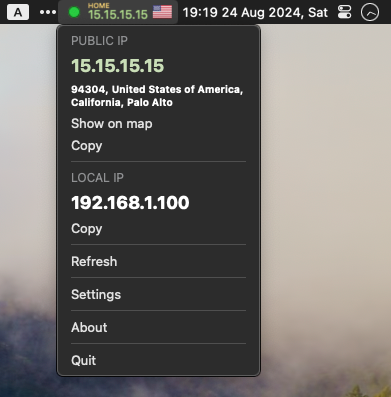 A
HOME
15.15.15.15
19:19 24 Aug 2024, Sat
PUBLIC IP
15.15.15.15
94304, United States of America,
California, Palo Alto
Show on map
Copy
LOCAL IP
192.168.1.100
Copy
Refresh
Settings
About
Quit